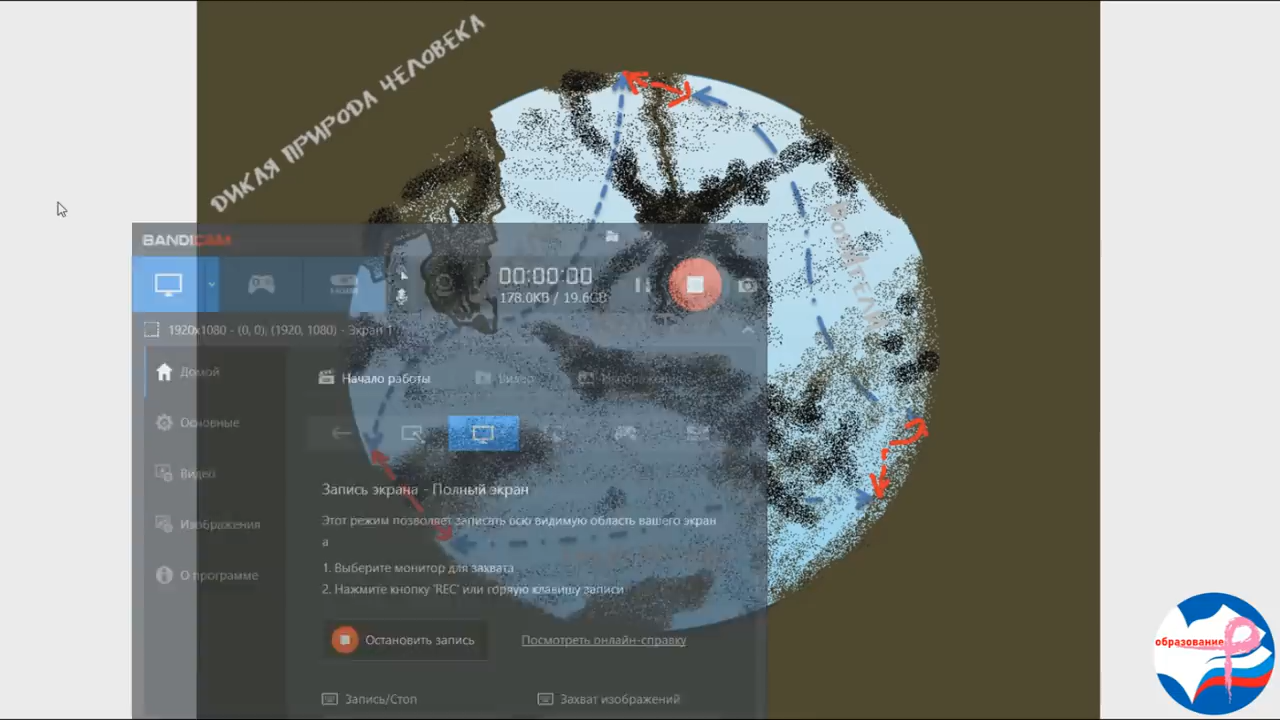 ДИКАЯ ПРИРОДА ЧЕЛОВЕКА
BANDICAM
00:00:00
178.0KB / 19.6GB
1920x1080 - (0, 0), (1920, 1080) - Экран 1
Домой
Начало работы
Видео
Изображения
Основные
Видео
Запись экрана - Полный экран
Этот режим позволяет записать всю видимую область вашего экран
а
Изображения
1. Выберите монитор для захвата
О программе
2. Нажмите кнопку 'REC' или горячую клавишу записи
Остановить запись
Посмотреть онлайн-справку
Запись/Стоп
Захват изображений
образование